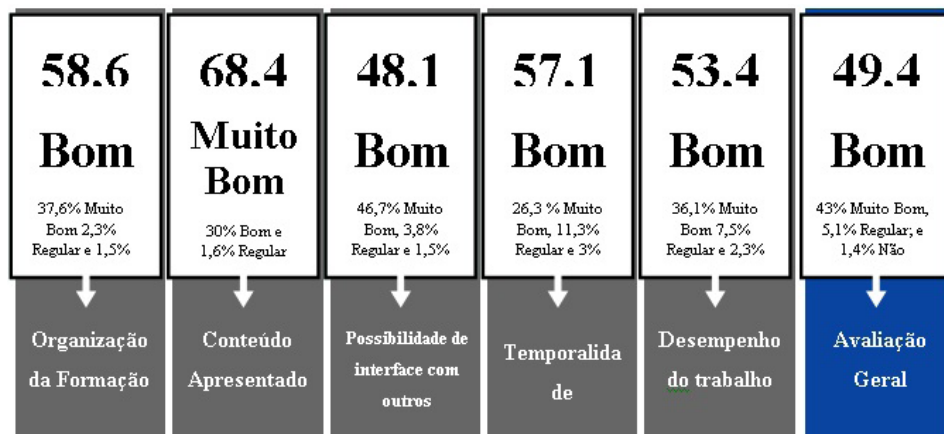 58.6
Bom
37,6% Muito
Bom 2,3%
Regular e 1,5%
Organização
da Formação
68.4
Muito
Bom
30% Bom e
1,6% Regular
Conteúdo
Apresentado
48.1
Bom
46,7% Muito
Bom, 3,8%
Regular e 1,5%
Possibilidade de
interface com
outros
57.1
Bom
26,3 % Muito
Bom, 11,3%
Regular e 3%
Temporalida
de
53.4
Bom
36,1% Muito
Bom 7,5%
Regular e 2,3%
Desempenho
do trabalho
49.4
Bom
43% Muito Bom,
5,1% Regular; e
1,4% Não
Avaliação
Geral